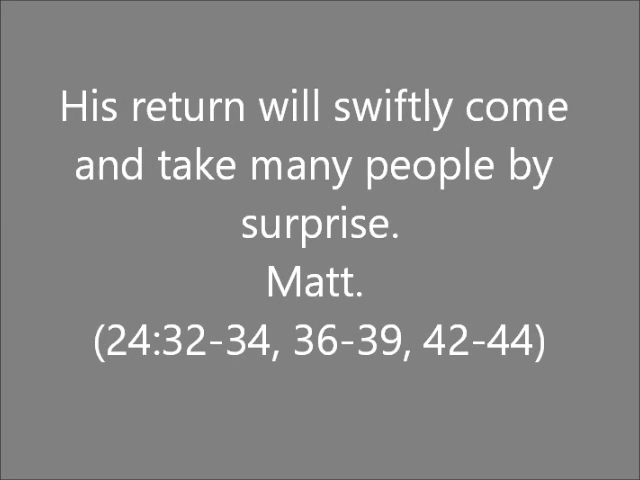 His return will swiftly come
and take many people by
surprise.
Matt.
(24:32-34, 36-39, 42-44)